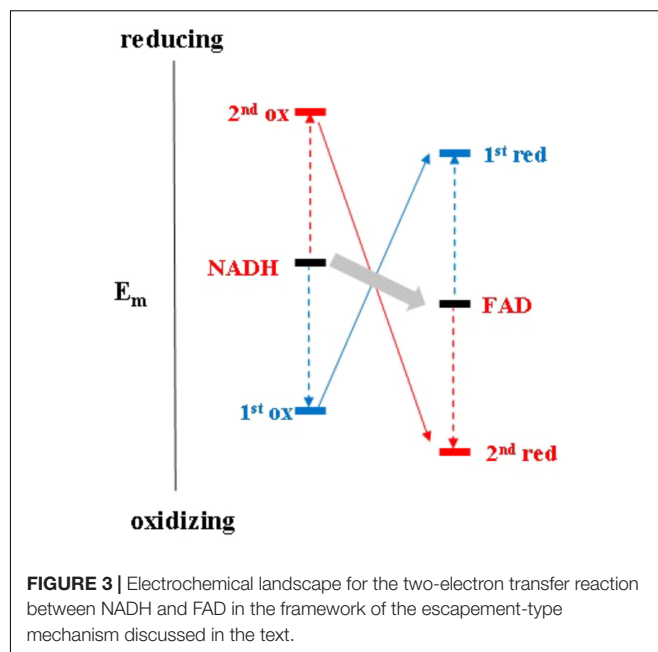 reducing
2nd ox
1st red
NADH
Em
FAD
1st ox
2nd red
oxidizing
FIGURE 3 | Electrochemical landscape for the two-electron transfer reaction
between NADH and FAD in the framework of the escapement-type
mechanism discussed in the text.